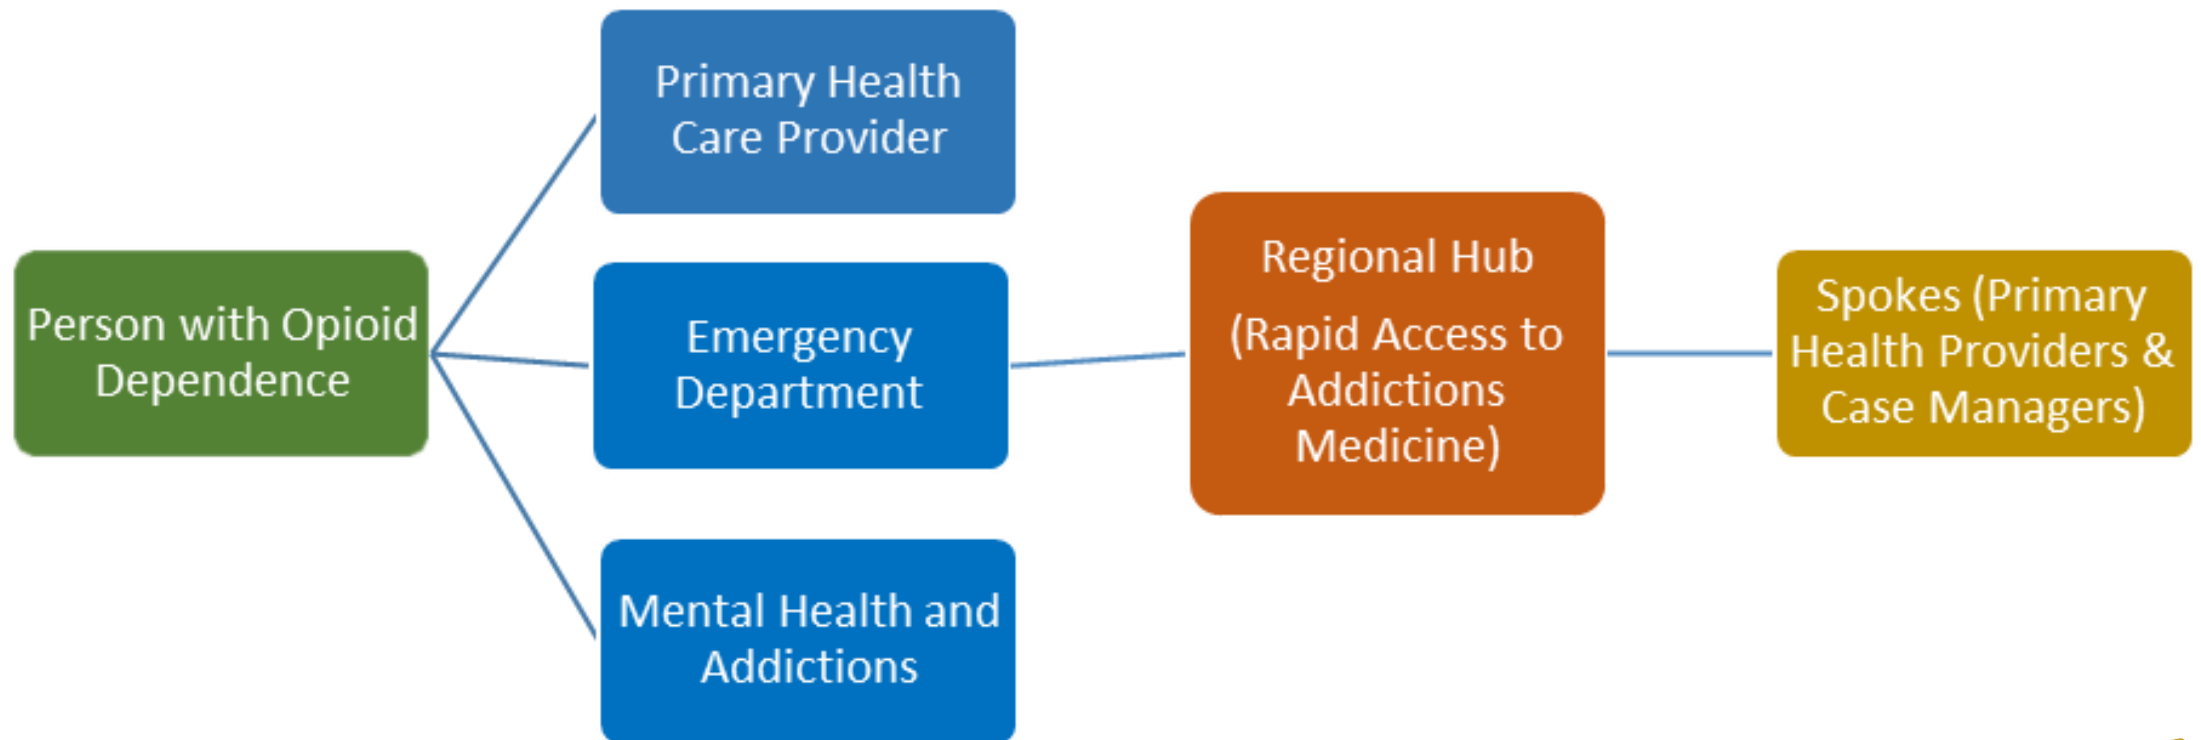 Primary Health
Care Provider
Person with Opioid
Dependence
Emergency
Department
Mental Health and
Addictions
Regional Hub
(Rapid Access to
Addictions
Medicine)
Spokes (Primary
Health Providers &
Case Managers)